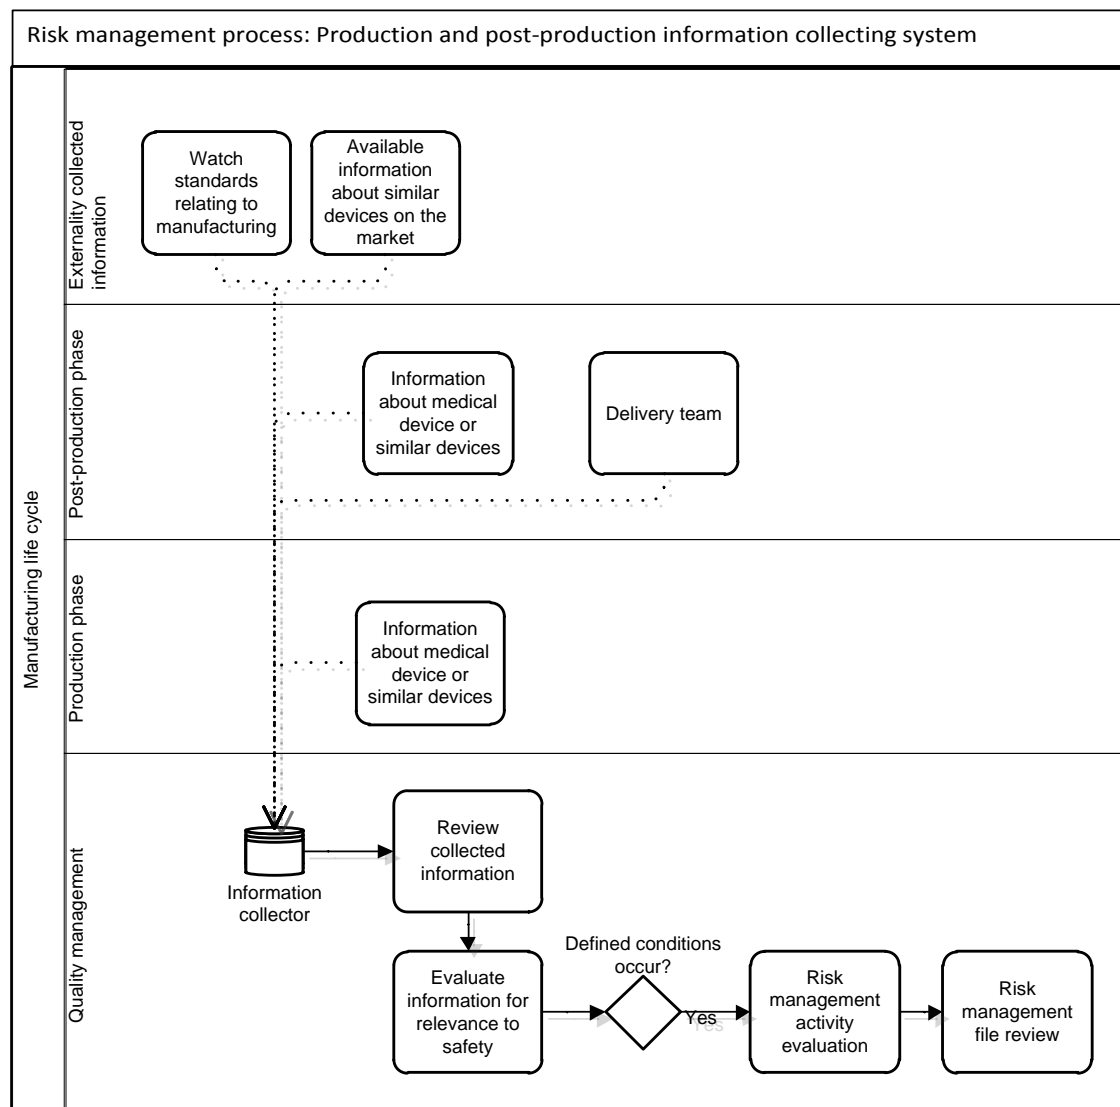 Risk management process: Production and post-production information collecting system
Manufacturing life cycle
Externality collected
information
Watch
standards
relating to
manufacturing
Available
information
about similar
devices on the
market
Post-production phase
Information
about medical
device or
similar devices
Delivery team
Production phase
Information
about medical
device or
similar devices
Quality management
Information
collector
Review
collected
information
Evaluate
information for
relevance to
safety
Defined conditions
occur?
Yes
Risk
management
activity
evaluation
Risk
management
file review